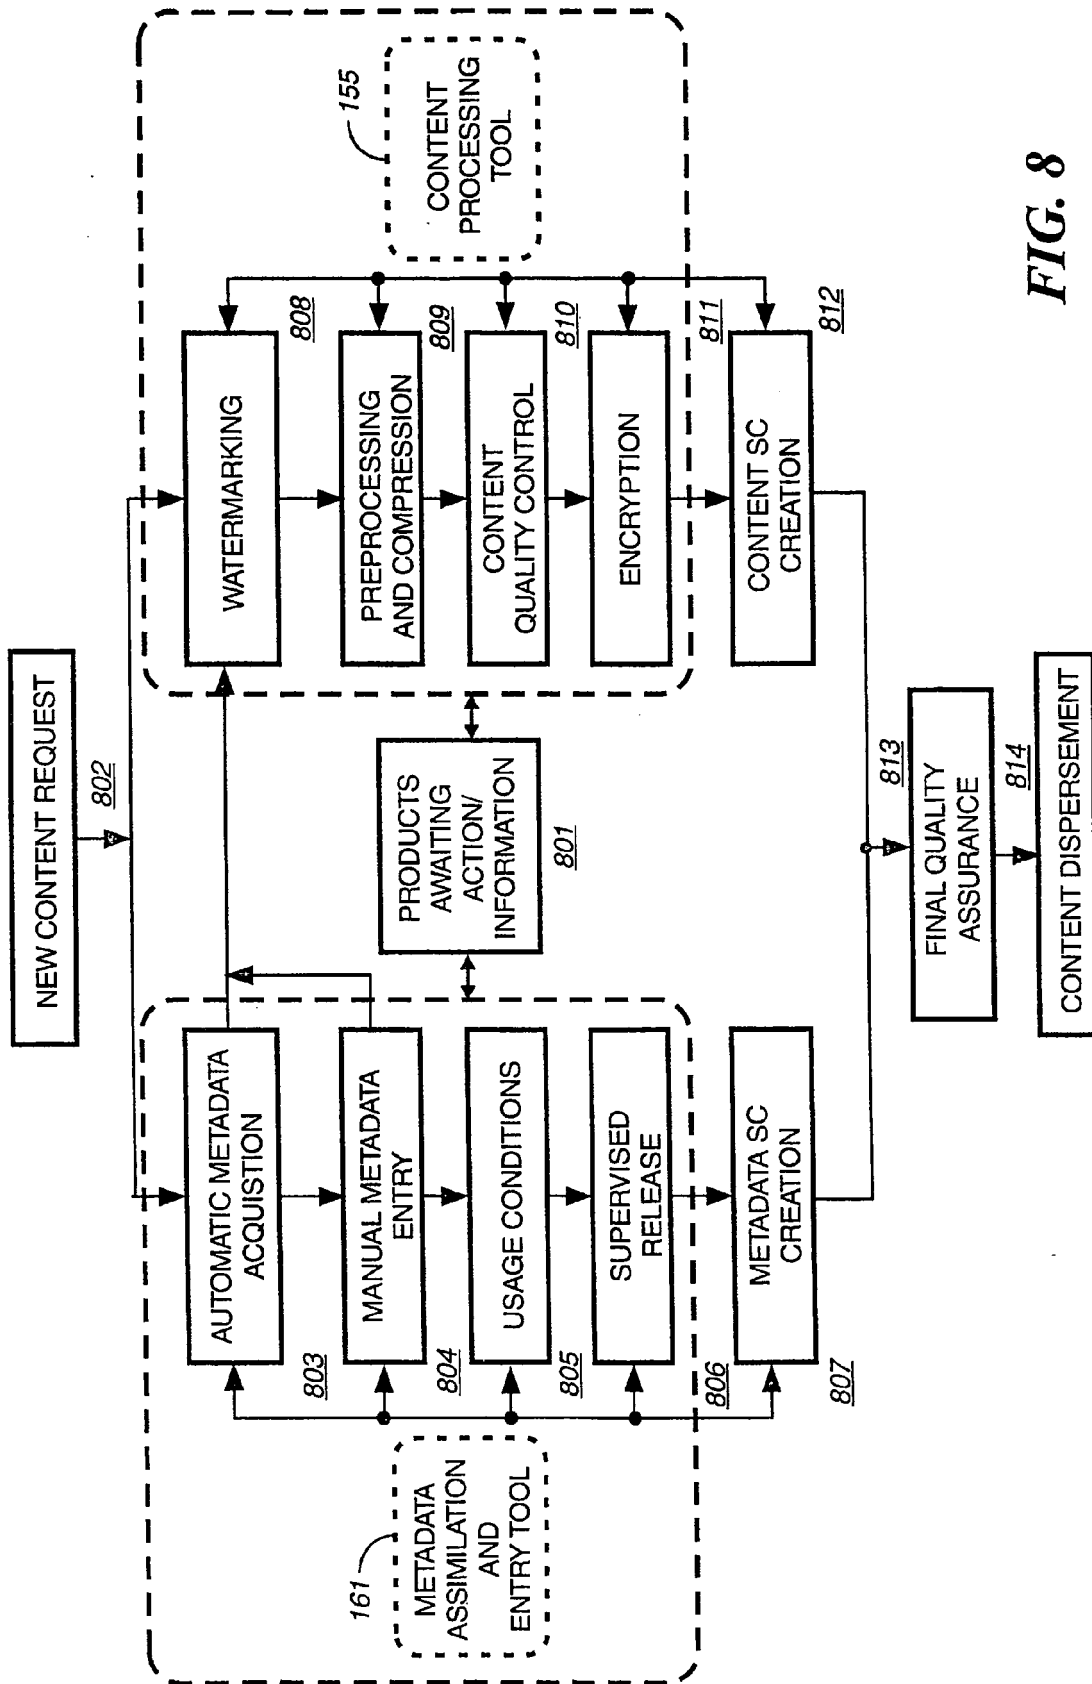 NEW CONTENT REQUEST
802
AUTOMATIC METADATA
ACQUISTION
803
MANUAL METADATA
ENTRY
804
USAGE CONDITIONS
805
SUPERVISED
RELEASE
806
METADATA SC
CREATION
807
161
METADATA
ASSIMILATION
AND
ENTRY TOOL
PRODUCTS
AWAITING
ACTION/
INFORMATION
801
WATERMARKING
808
PREPROCESSING
AND COMPRESSION
809
CONTENT
QUALITY CONTROL
810
ENCRYPTION
811
CONTENT SC
CREATION
812
155
CONTENT
PROCESSING
TOOL
813
FINAL QUALITY
ASSURANCE
814
CONTENT DISPERSEMENT
FIG. 8